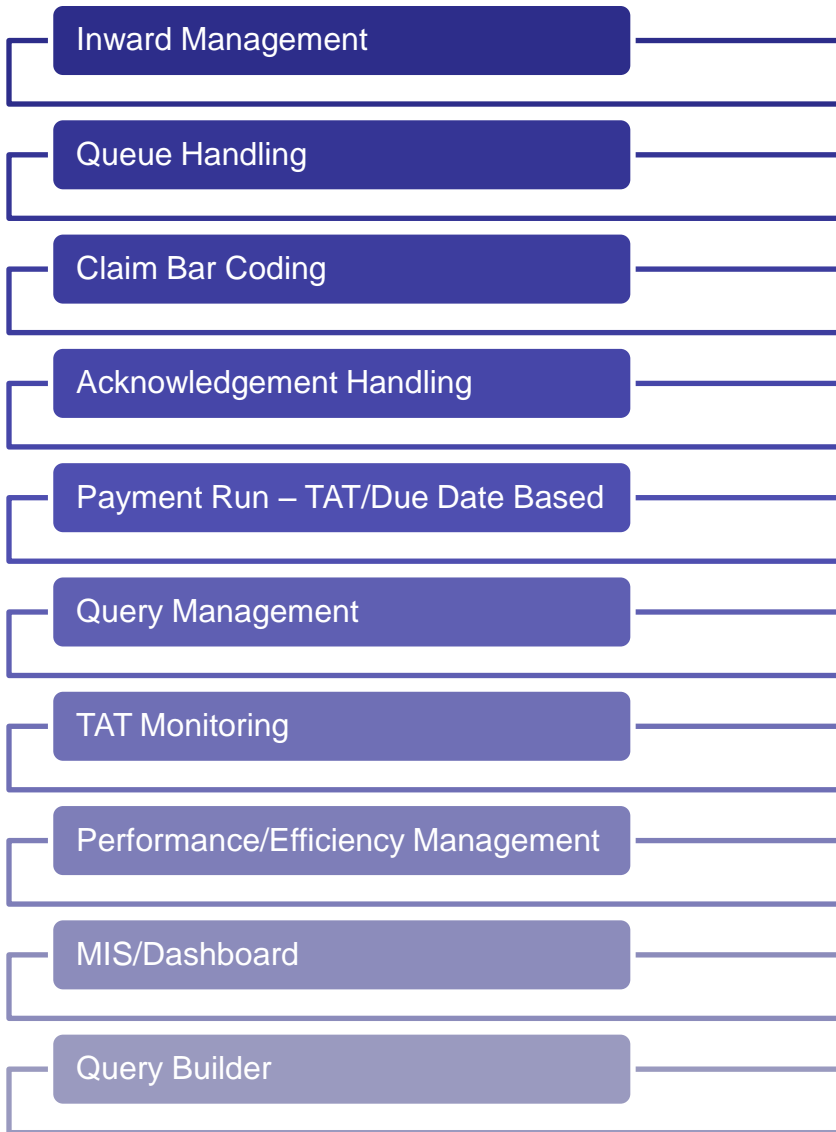 Inward Management
Queue Handling
Claim Bar Coding
Acknowledgement Handling
Payment Run – TAT/Due Date Based
Query Management
TAT Monitoring
Performance/Efficiency Management
MIS/Dashboard
Query Builder